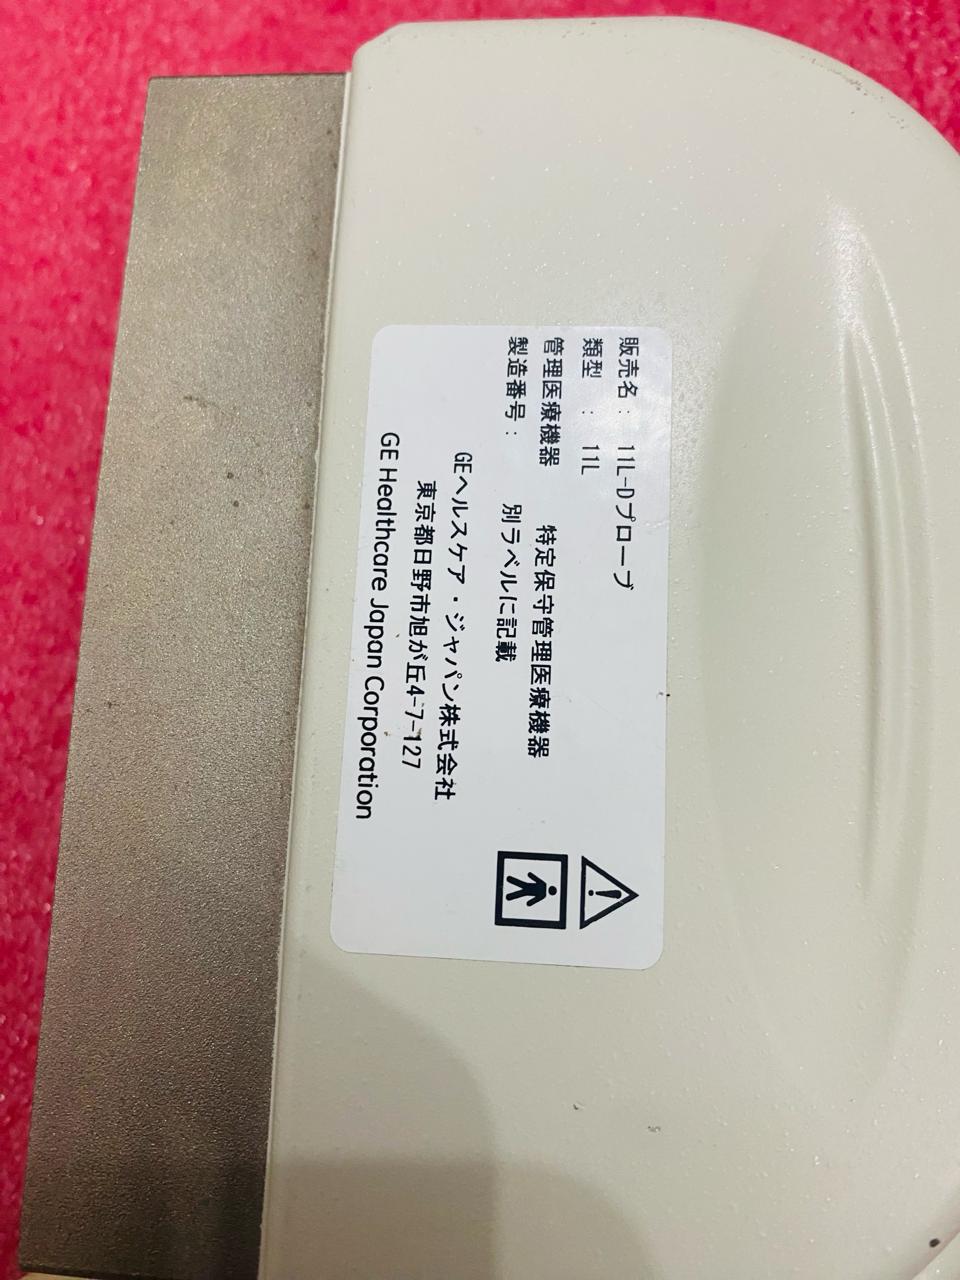 販売名： 11L-Dプローブ
類型 ： 11L
管理医療機器 特定保守管理医療機器
製造番号： 別ラベルに記載
GEヘルスケア・ジャパン株式会社
東京都日野市旭が丘4-7-127
GE Healthcare Japan Corporation